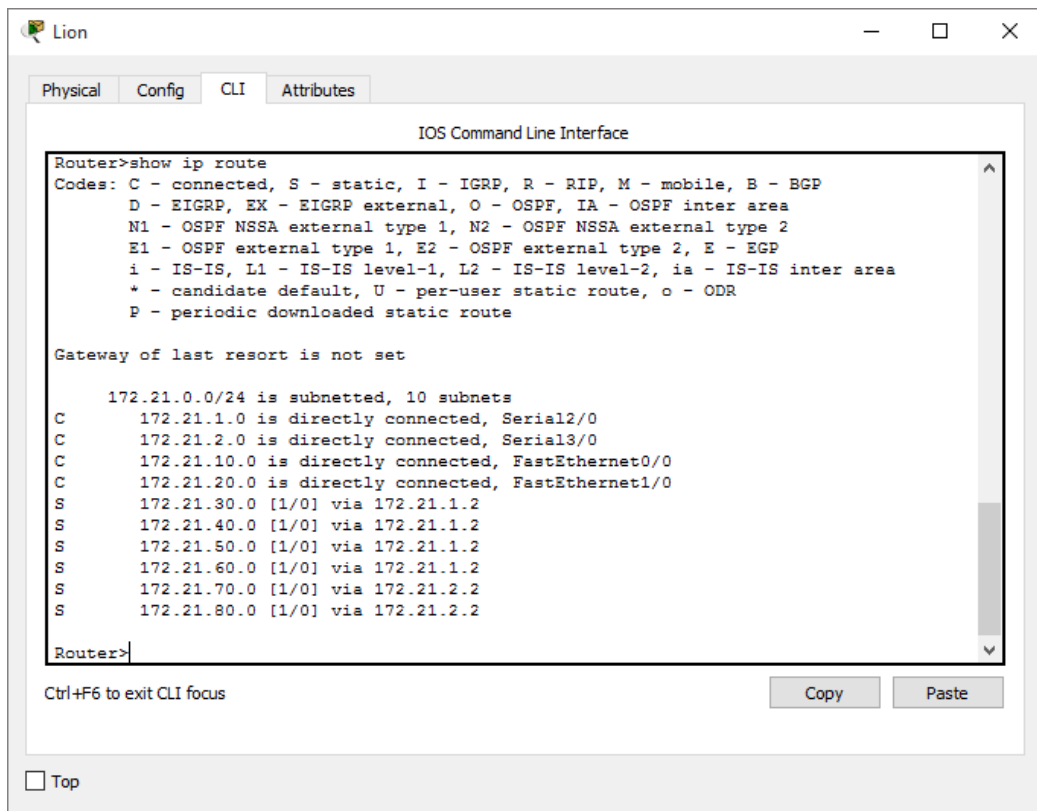 Lion
Physical Config CLI Attributes
IOS Command Line Interface
Router>show ip route
Codes: C - connected, S - static, I - IGRP, R - RIP, M - mobile, B - BGP
D - EIGRP, EX - EIGRP external, O - OSPF, IA - OSPF inter area
N1 - OSPF NSSA external type 1, N2 - OSPF NSSA external type 2
E1 - OSPF external type 1, E2 - OSPF external type 2, E - EGP
i - IS-IS, L1 - IS-IS level-1, L2 - IS-IS level-2, ia - IS-IS inter area
* - candidate default, U - per-user static route, o - ODR
P - periodic downloaded static route
Gateway of last resort is not set
172.21.0.0/24 is subnetted, 10 subnets
C 172.21.1.0 is directly connected, Serial2/0
C 172.21.2.0 is directly connected, Serial3/0
C 172.21.10.0 is directly connected, FastEthernet0/0
C 172.21.20.0 is directly connected, FastEthernet1/0
S 172.21.30.0 [1/0] via 172.21.1.2
S 172.21.40.0 [1/0] via 172.21.1.2
S 172.21.50.0 [1/0] via 172.21.1.2
S 172.21.60.0 [1/0] via 172.21.1.2
S 172.21.70.0 [1/0] via 172.21.2.2
S 172.21.80.0 [1/0] via 172.21.2.2
Router>
Ctrl+F6 to exit CLI focus Copy Paste
Top